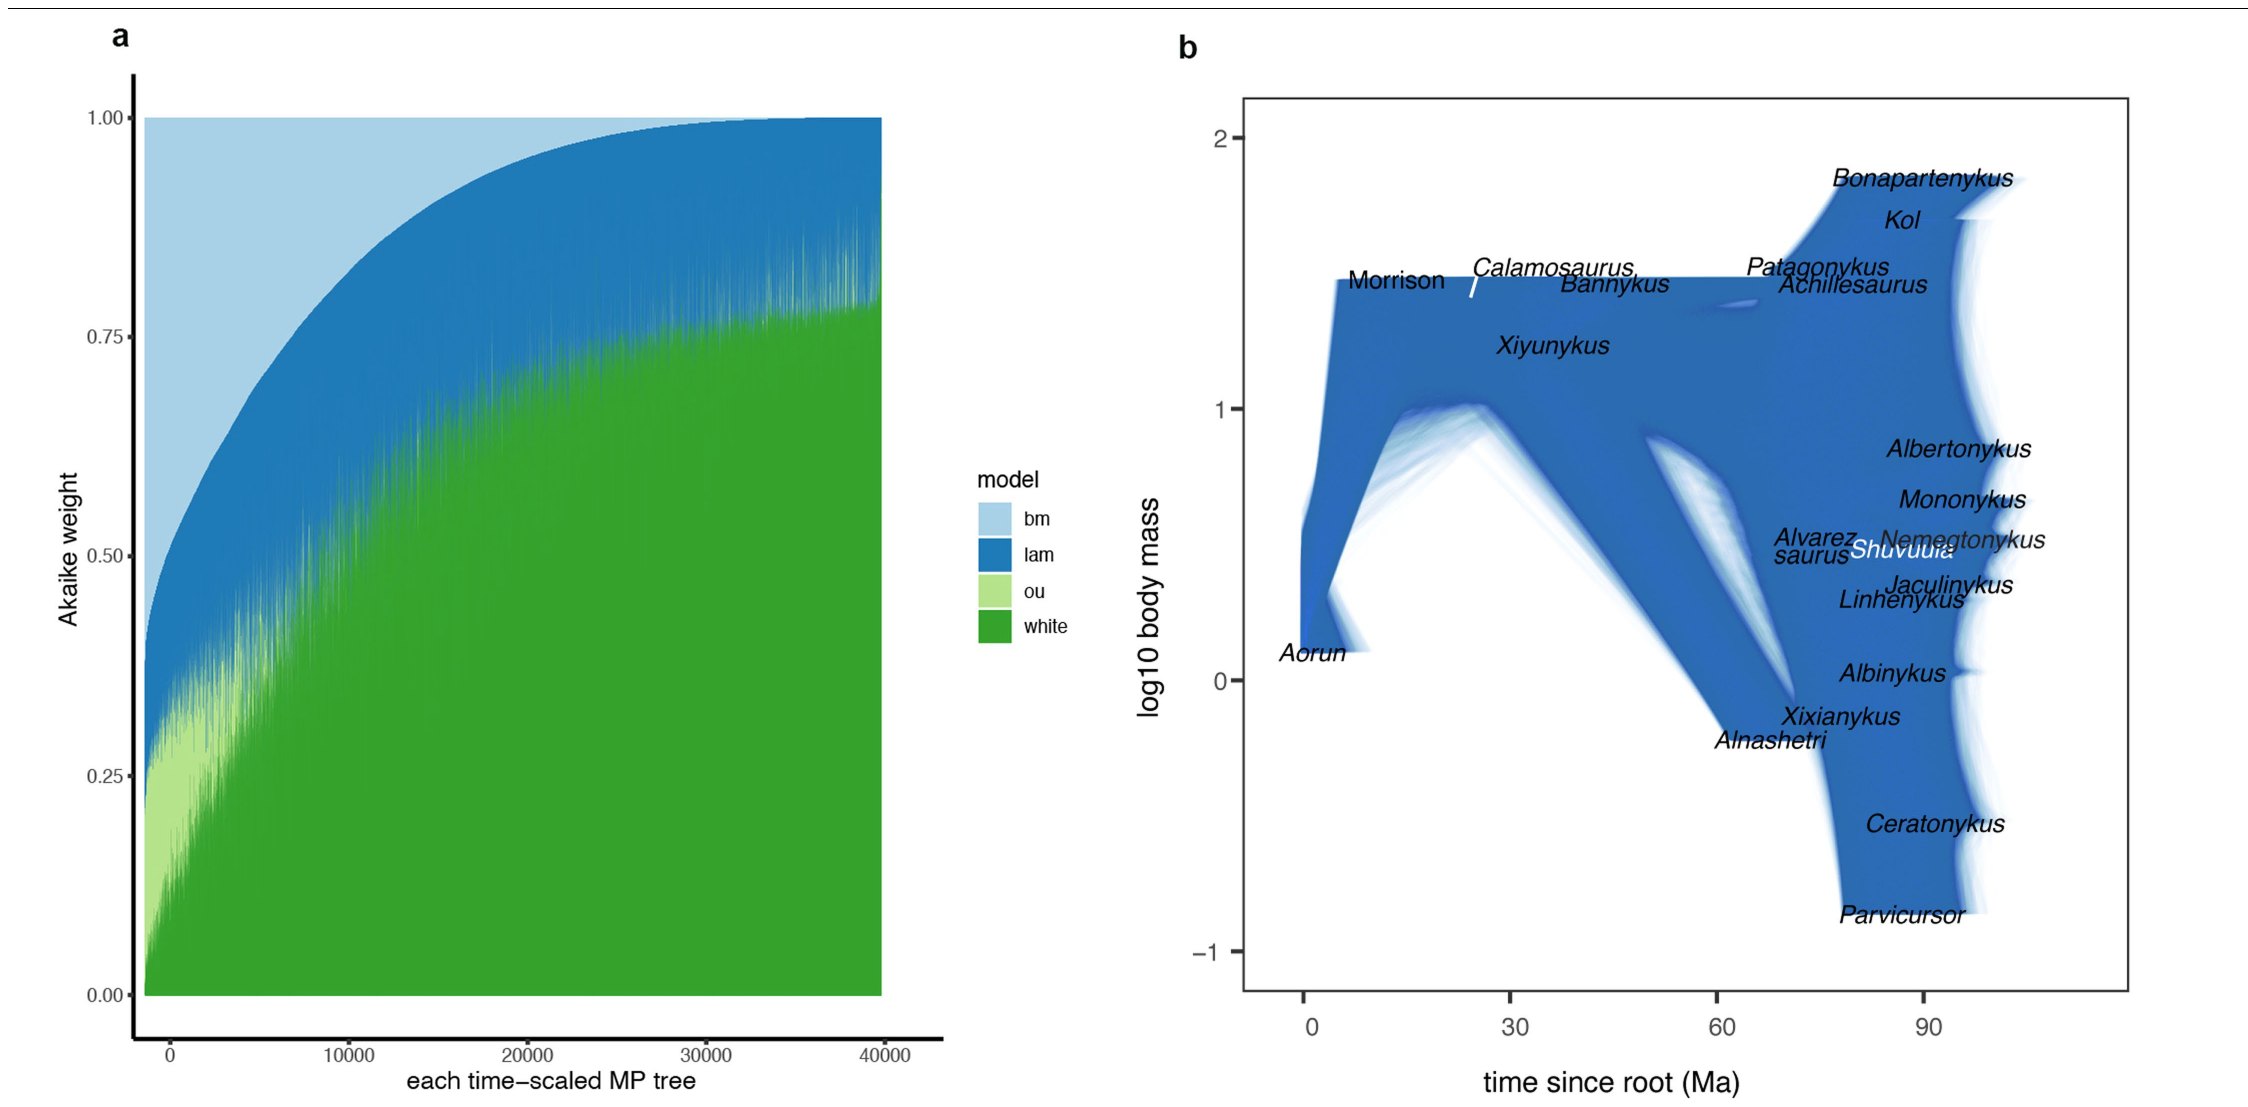 a
1.00
0.75
0.50
0.25
0.00
Akaike weight
0
10000
20000
30000
40000
each time−scaled MP tree
model
bm
lam
ou
white
b
2
1
0
−1
log10 body mass
0
30
60
90
time since root (Ma)
Bonapartenykus
Kol
Calamosaurus
Patagonykus
Morrison
Bannykus
Achillesaurus
Xiyunykus
Albertonykus
Mononykus
Alvarez
saurus
Nemegtonykus
Shuvuuia
Jaculinykus
Linhenykus
Aorun
Albinykus
Xixianykus
Alnashetri
Ceratonykus
Parvicursor